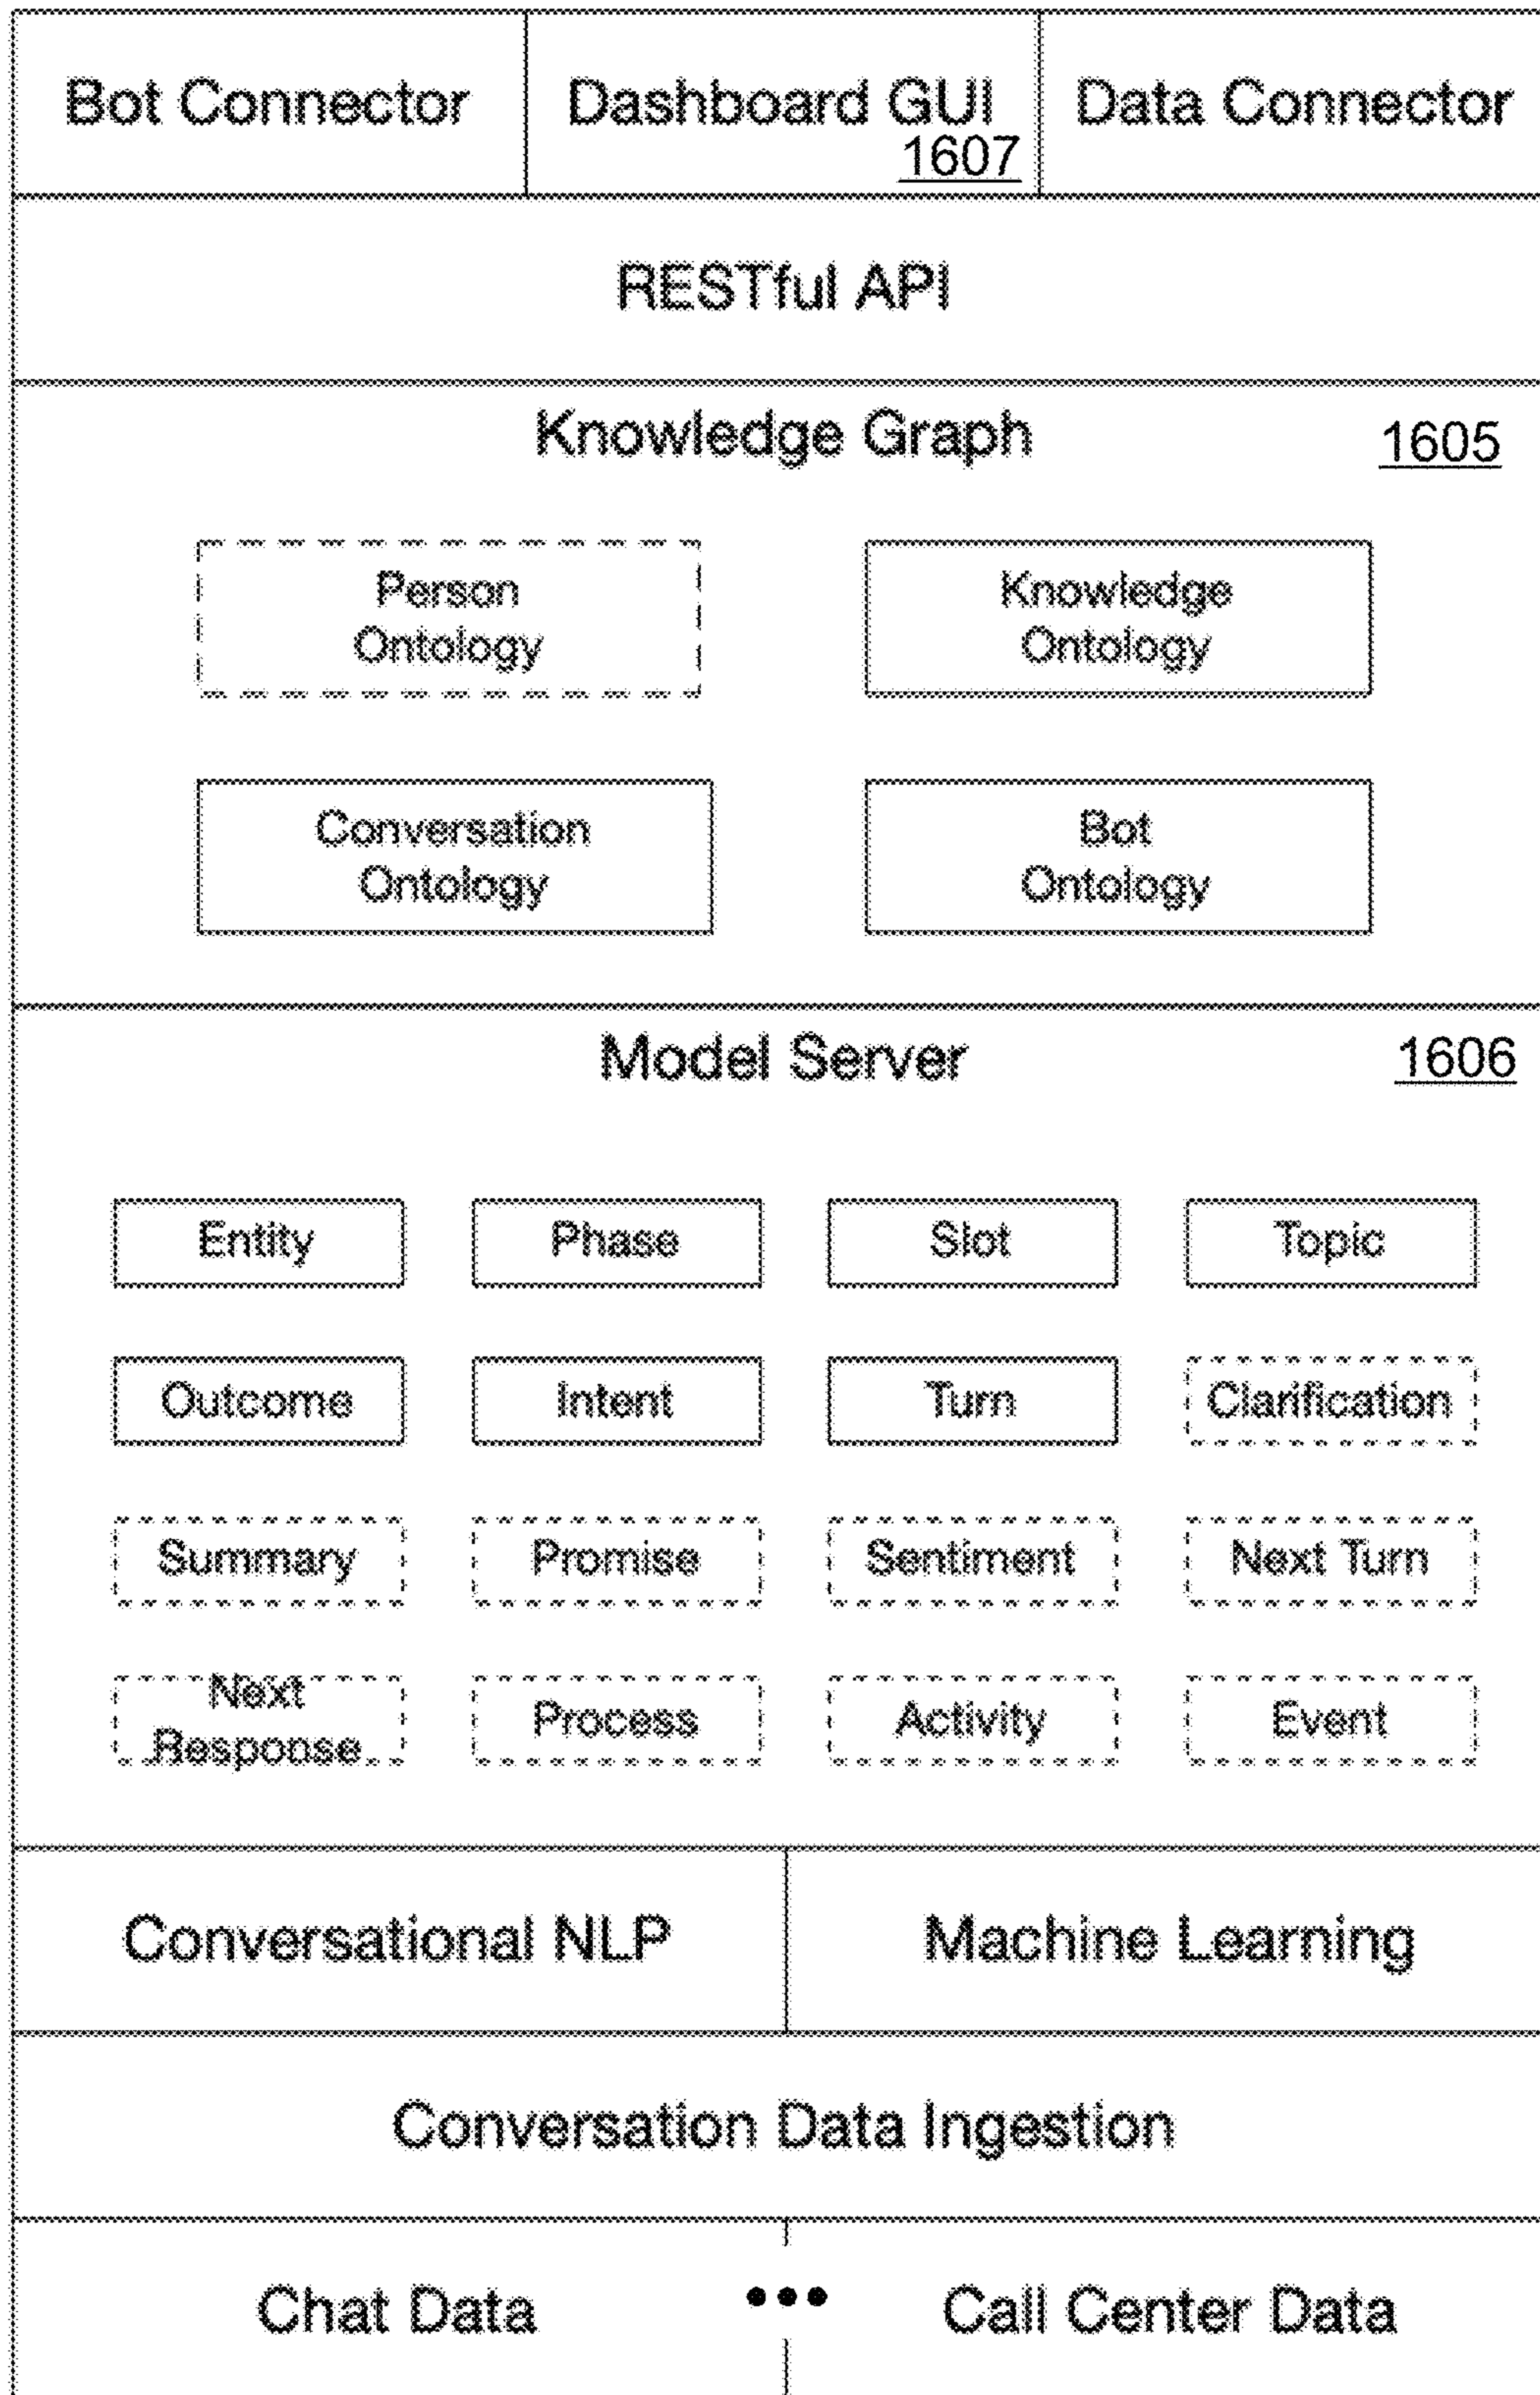 Bot Connector
Dashboard GUI
1607
Data Connector
RESTful API
Knowledge Graph
1605
Person
Ontology
Knowledge
Ontology
Conversation
Ontology
Bot
Ontology
Model Server
1606
Entity
Phase
Slot
Topic
Outcome
Intent
Turn
Clarification
Summary
Promise
Sentiment
Next Turn
Next
Response
Process
Activity
Event
Conversational NLP
Machine Learning
Conversation Data Ingestion
Chat Data
•••
Call Center Data